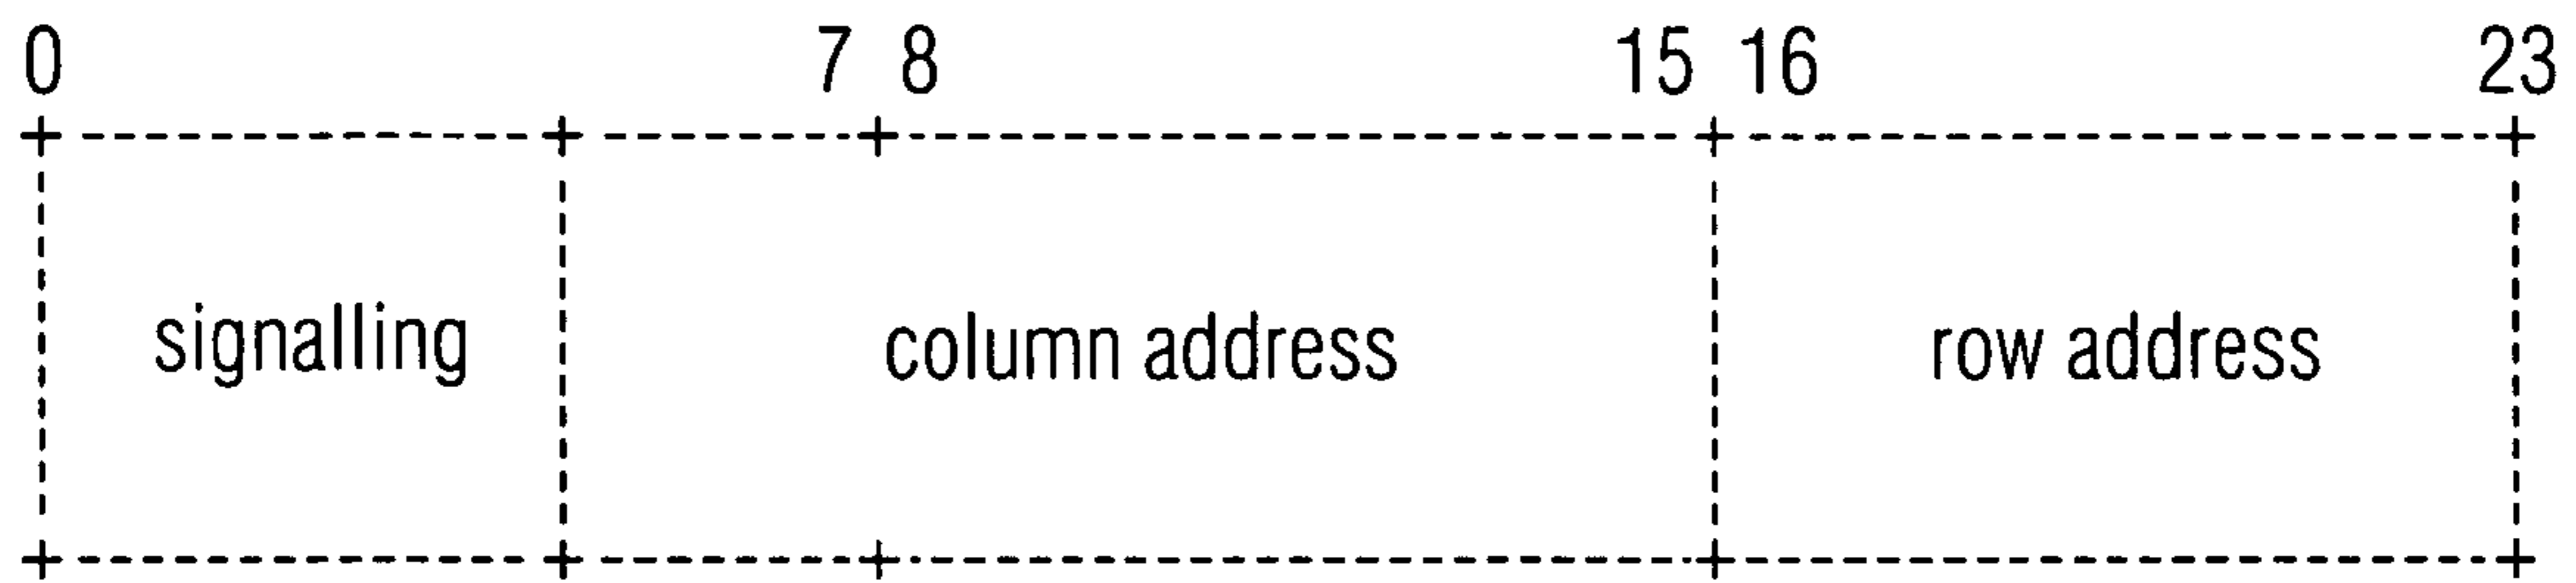 0 7 8 15 16 23
signalling column address row address